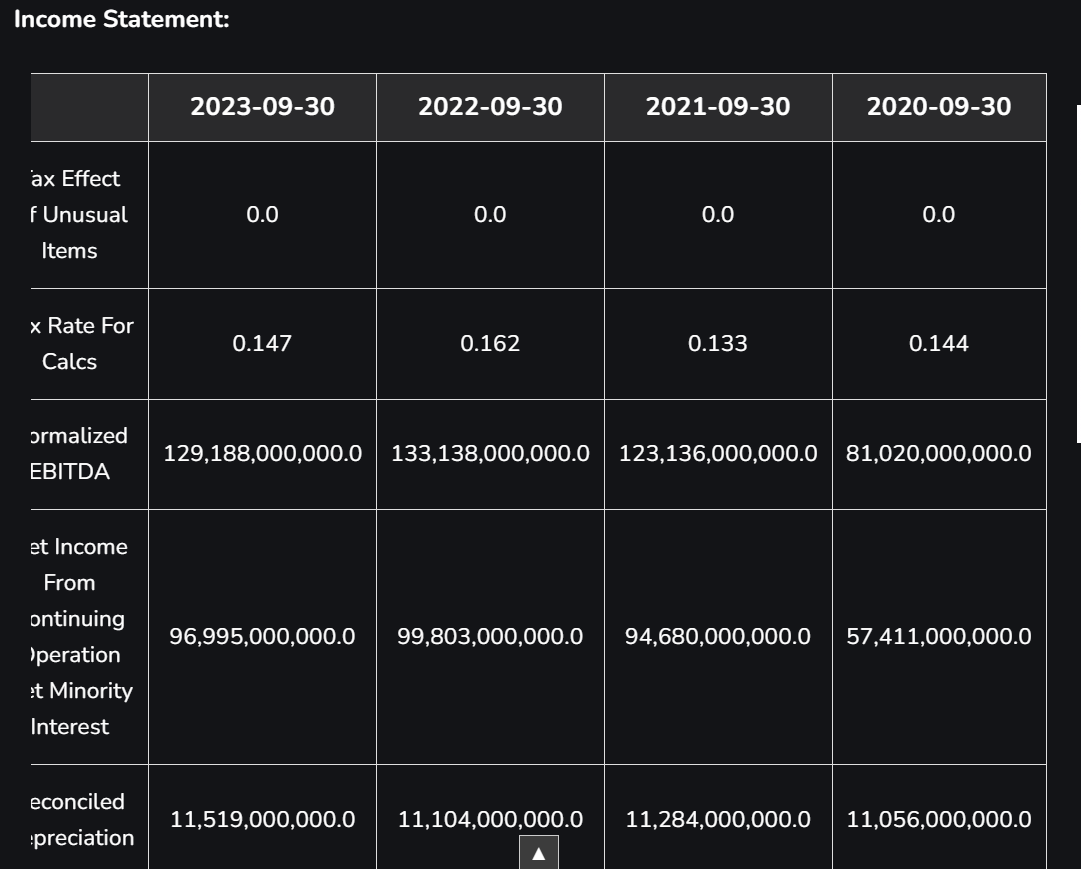 Income Statement:
2023-09-30 2022-09-30 2021-09-30 2020-09-30
ax Effect
f Unusual
Items
0.0 0.0 0.0 0.0
x Rate For
Calcs
0.147 0.162 0.133 0.144
ormalized
EBITDA
129,188,000,000.0 133,138,000,000.0 123,136,000,000.0 81,020,000,000.0
et Income
From
ontinuing
Operation
et Minority
Interest
96,995,000,000.0 99,803,000,000.0 94,680,000,000.0 57,411,000,000.0
econciled
epreciation
11,519,000,000.0 11,104,000,000.0 11,284,000,000.0 11,056,000,000.0